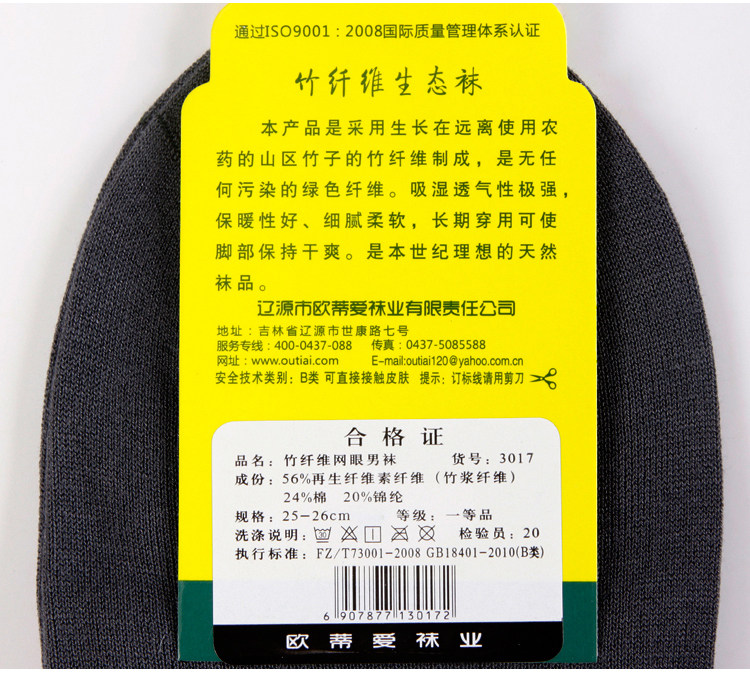 通过ISO9001：2008国际质量管理体系认证
竹纤维生态袜
本产品是采用生长在远离使用农
药的山区竹子的竹纤维制成，是无任
何污染的绿色纤维。吸湿透气性极强，
保暖性好、细腻柔软，长期穿用可使
脚部保持干爽。是本世纪理想的天然
袜品。
辽源市欧蒂爱袜业有限责任公司
地址：吉林省辽源市世康路七号
服务专线：400-0437-088 传真：0437-5085588
网址：www.outiai.com E-mail:outiai120@yahoo.com.cn
安全技术类别：B类 可直接接触皮肤 提示：订标线请用剪刀
合格证
品名：竹纤维网眼男袜 货号：3017
成份：56%再生纤维素纤维（竹浆纤维）
24%棉 20%锦纶
规格：25-26cm 等级：一等品
洗涤说明： 检验员：20
执行标准：FZ/T73001-2008 GB18401-2010(B类)
6 907877 130172
欧蒂爱袜业